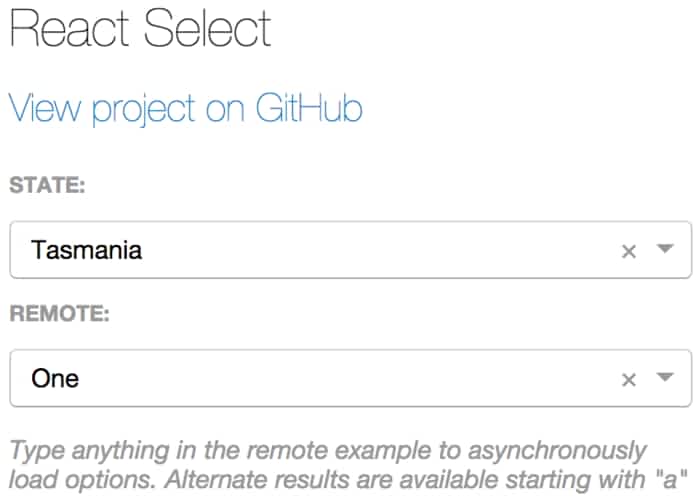 React Select
View project on GitHub
STATE:
Tasmania
REMOTE:
One
Type anything in the remote example to asynchronously
load options. Alternate results are available starting with "a"